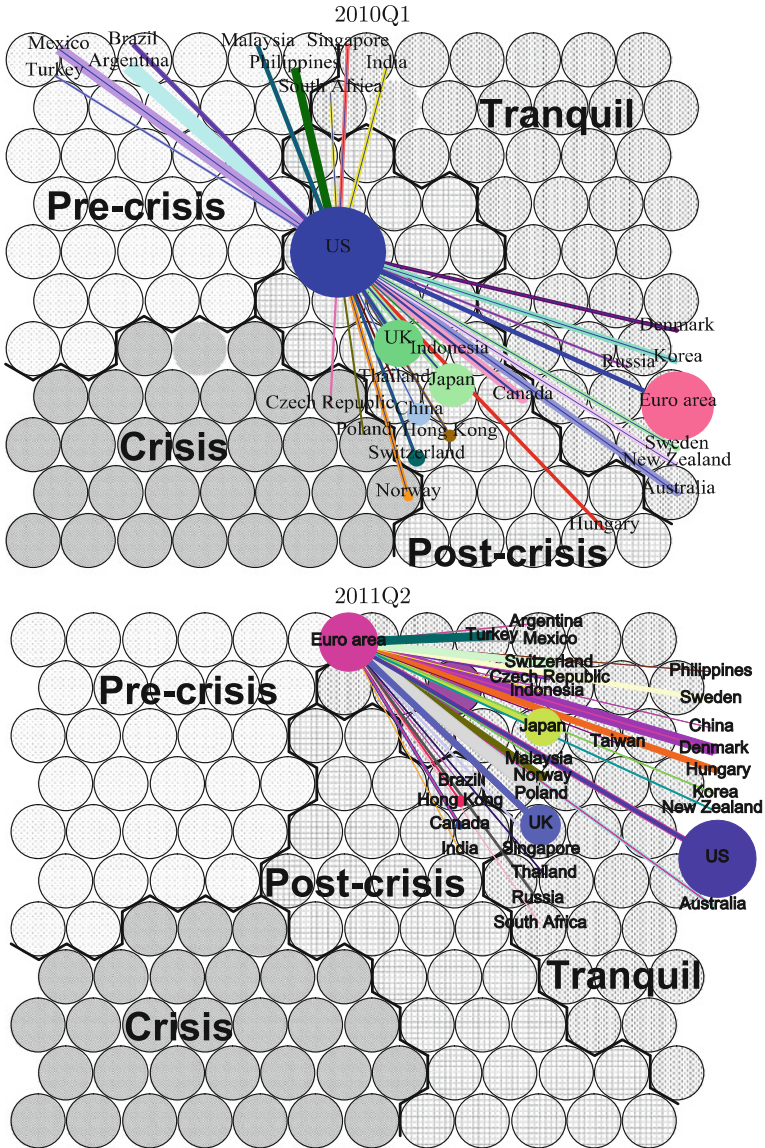 2010Q1
Mexico
Brazil
Malaysia
Singapore
Turkey
Argentina
Philippines
India
South Africa
Tranquil
Pre-crisis
US
Denmark
UK
Indonesia
Korea
Russia
Thailand
Japan
Canada
Euro area
Czech Republic
China
Poland
Hong Kong
Crisis
Switzerland
Sweden
New Zealand
Norway
Australia
Hungary
Post-crisis
2011Q2
Argentina
Euro area
Turkey
Mexico
Switzerland
Philippines
Czech Republic
Pre-crisis
Indonesia
Sweden
Japan
China
Taiwan
Denmark
Malaysia
Hungary
Norway
Brazil
Poland
Korea
Hong Kong
New Zealand
Canada
UK
India
Singapore
US
Post-crisis
Thailand
Russia
Australia
South Africa
Tranquil
Crisis